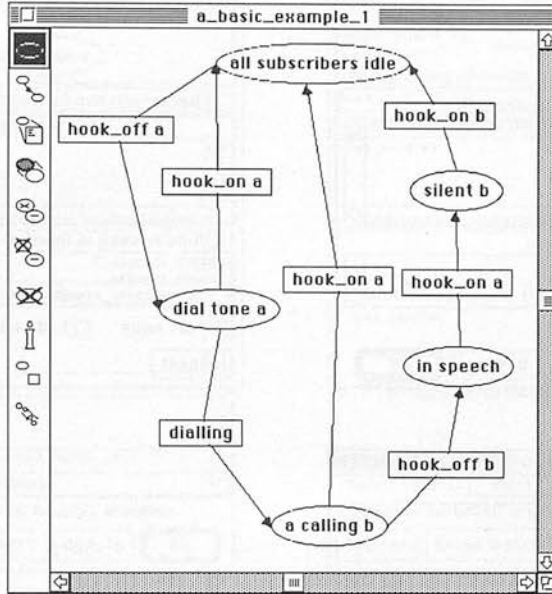 a_basic_example_1
all subscribers idle
hook_off a
hook_on b
hook_on a
silent b
hook_on a
hook_on a
dial tone a
in speech
dialling
hook_off b
a calling b